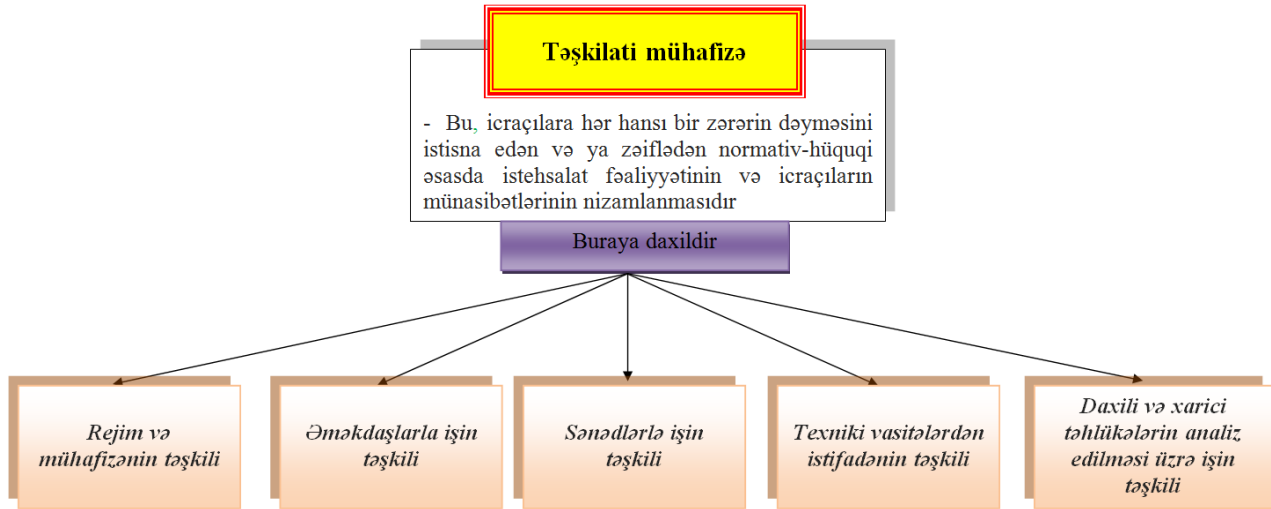 Təşkilati mühafizə
- Bu, icraçılara hər hansı bir zərərin dəyməsini
istisna edən və ya zəiflədən normativ-hüquqi
əsasda istehsalat fəaliyyətinin və icraçıların
münasibətlərinin nizamlanmasıdır
Buraya daxildir
Rejim və
mühafizənin təşkili
Əməkdaşlarla işin
təşkili
Sənədlərlə işin
təşkili
Texniki vasitələrdən
istifadənin təşkili
Daxili və xarici
təhlükələrin analiz
edilməsi üzrə işin
təşkili